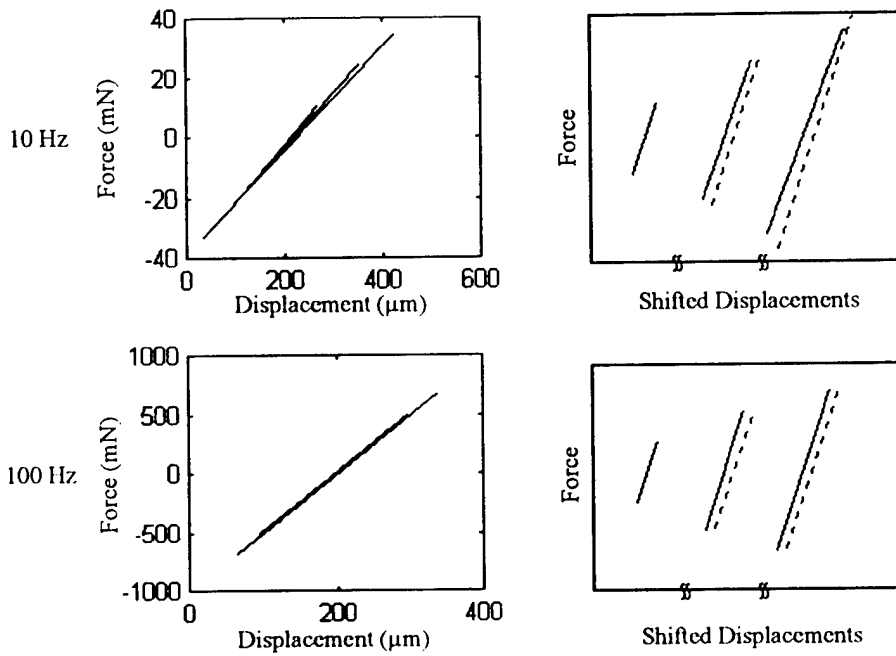 10 Hz
Force (mN)
40
20
0
-20
-40
0
200
400
600
Displacement (µm)
Force
Shifted Displacements
100 Hz
Force (mN)
1000
500
0
-500
-1000
0
200
400
Displacement (µm)
Force
Shifted Displacements